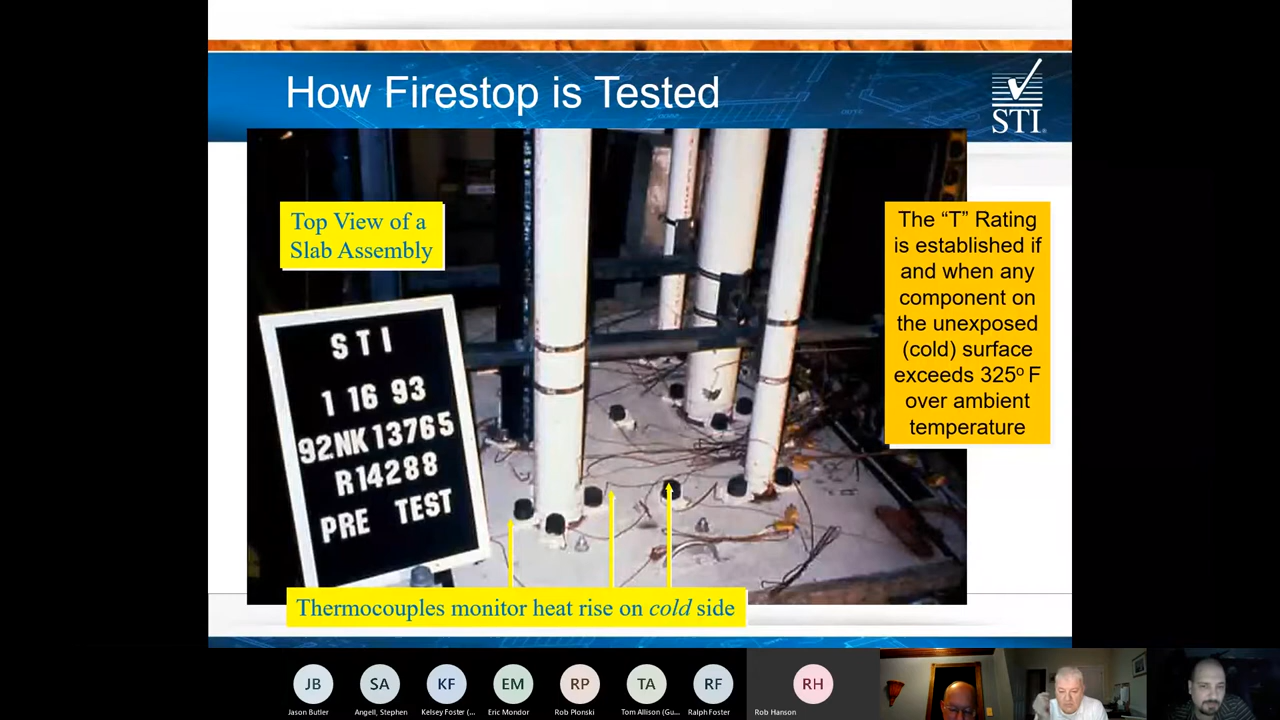 How Firestop is Tested
STI
Top View of a
Slab Assembly
The “T” Rating
is established if
and when any
component on
the unexposed
(cold) surface
exceeds 325º F
over ambient
temperature
STI
1 16 93
92NK13765
R14288
PRE TEST
Thermocouples monitor heat rise on cold side
JB
SA
KF
EM
RP
TA
RF
RH
Jason Butler
Angell, Stephen
Kelsey Foster (...
Eric Mondor
Rob Plonski
Tom Allison (Gu...
Ralph Foster
Rob Hanson